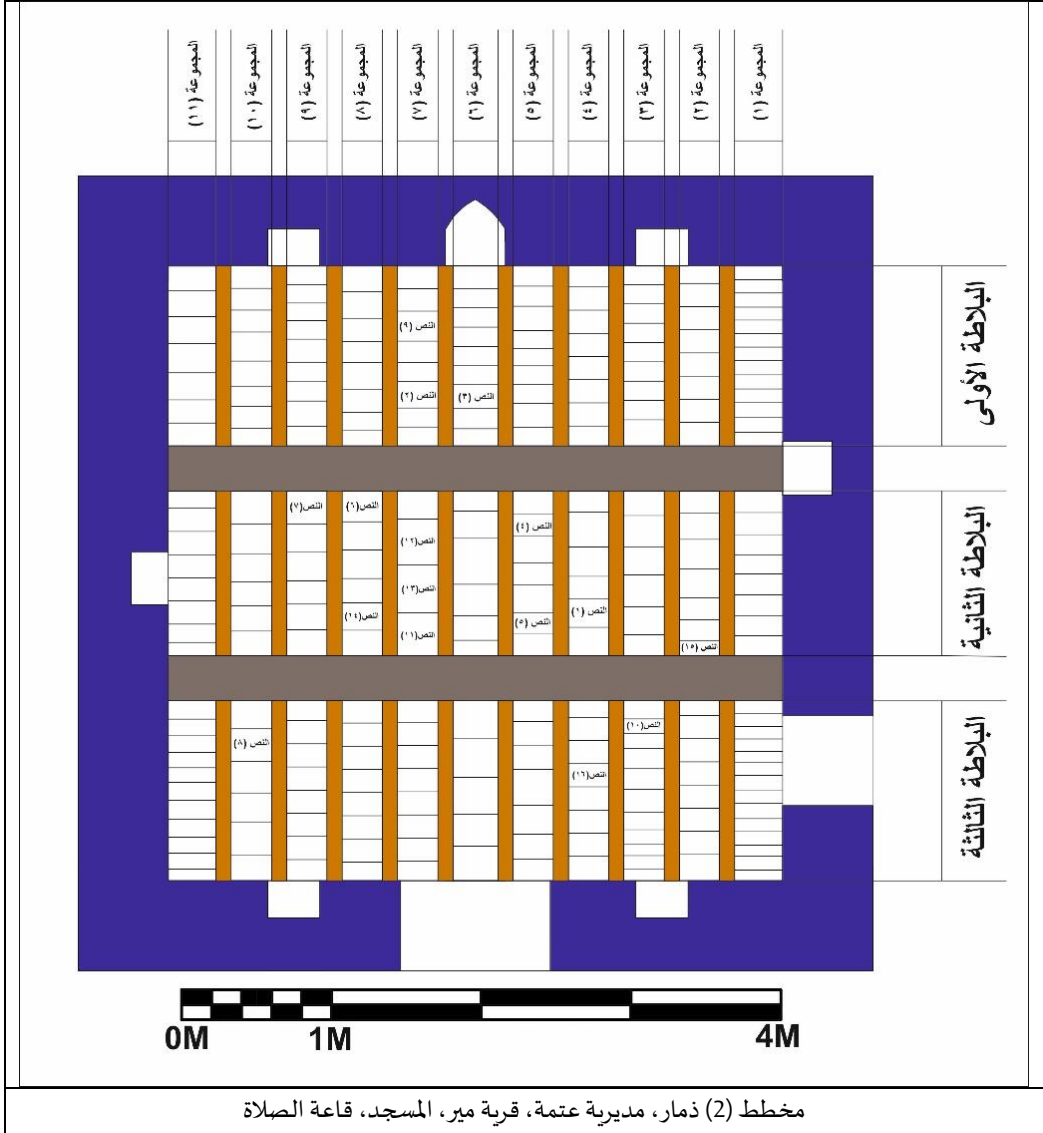 المجموعة (١)
المجموعة (٢)
المجموعة (٣)
المجموعة (٤)
المجموعة (٥)
المجموعة (٦)
المجموعة (٧)
المجموعة (٨)
المجموعة (٩)
المجموعة (١٠)
المجموعة (١١)
البلاطة الأولى
النص (٩)
النص (٣)
النص (٢)
البلاطة الثانية
النص (٤)
النص(٦)
النص(٧)
النص(١٢)
النص(١٣)
النص (١)
النص(١٤)
النص (٥)
النص(١١)
النص (١٥)
البلاطة الثالثة
النص(١٠)
النص (٨)
النص(١٦)
0M
1M
4M
مخطط (2) ذمار، مديرية عتمة، قرية مير، المسجد، قاعة الصلاة